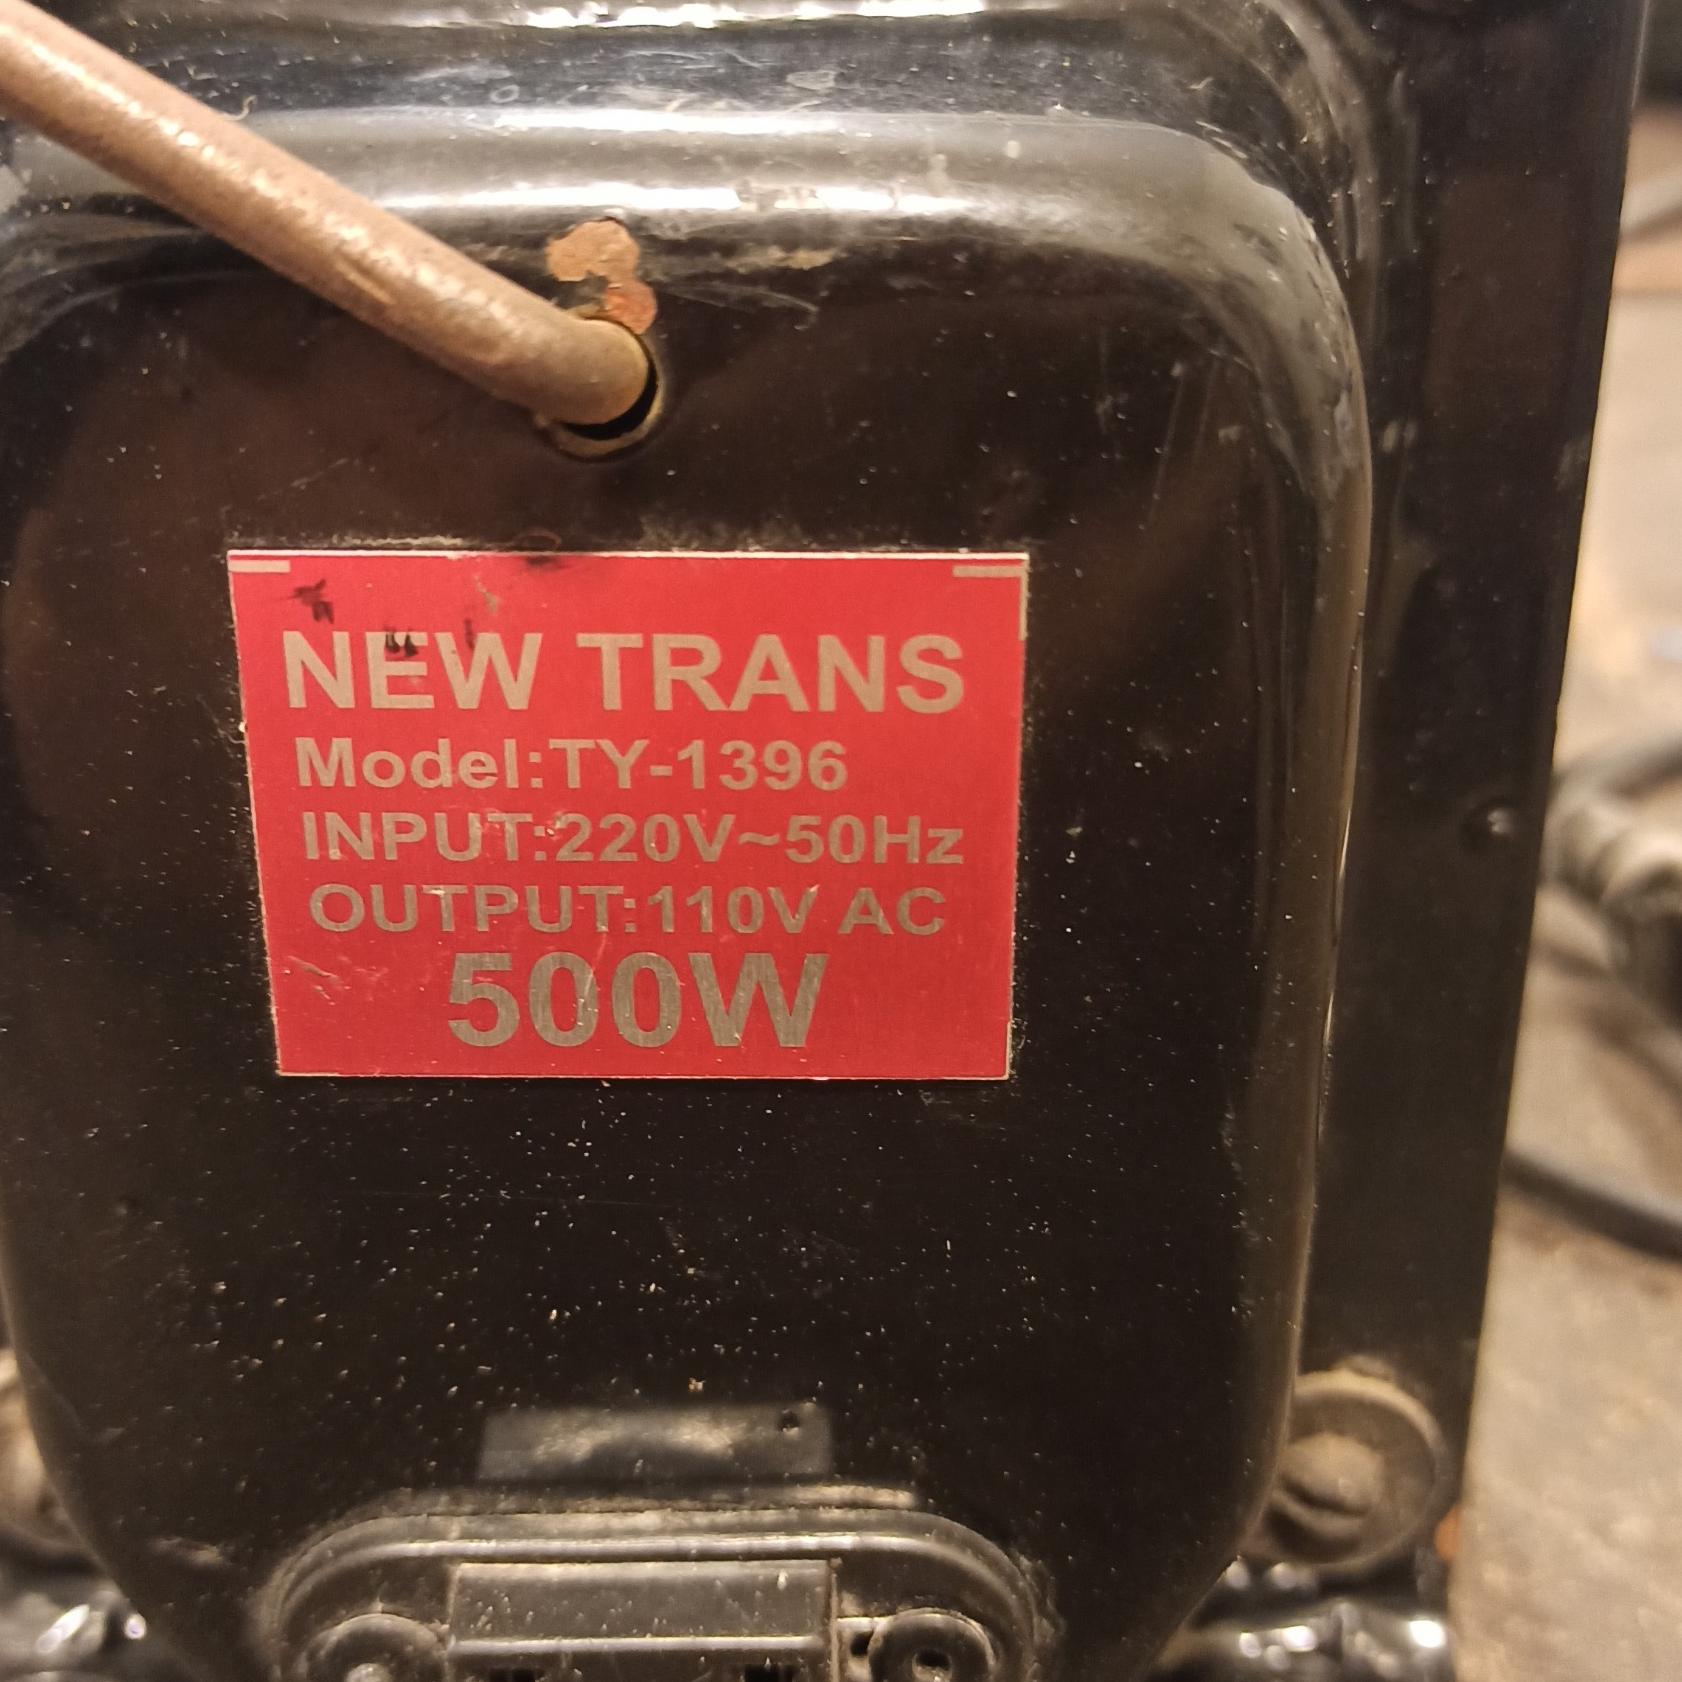 NEW TRANS
Model:TY-1396
INPUT:220V~50Hz
OUTPUT:110V AC
500W